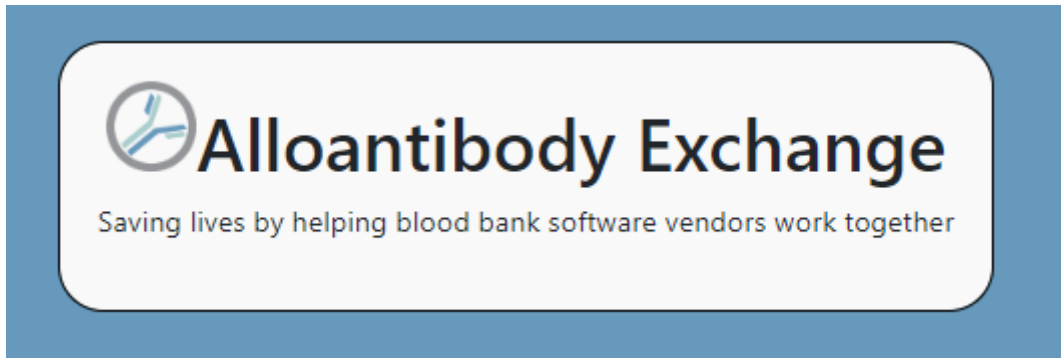 Alloantibody Exchange
Saving lives by helping blood bank software vendors work together